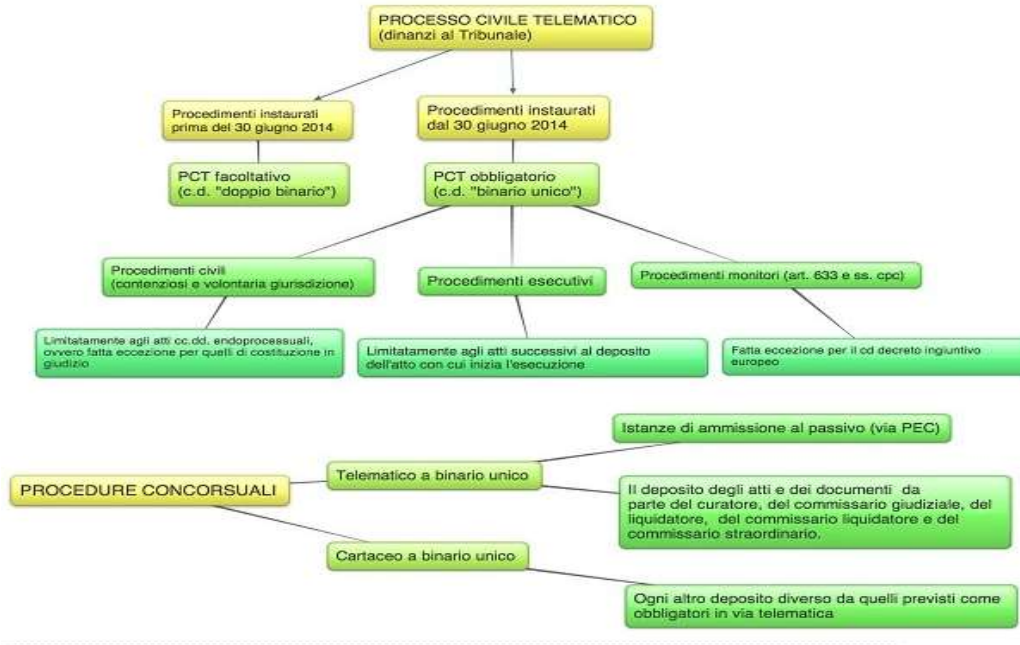 PROCESSO CIVILE TELEMATICO
(dinanzi al Tribunale)
Procedimenti instaurati
prima del 30 giugno 2014
Procedimenti instaurati
dal 30 giugno 2014
PCT facoltativo
(c.d. "doppio binario")
PCT obbligatorio
(c.d. "binario unico")
Procedimenti civili
(contenziosi e volontaria giurisdizione)
Procedimenti esecutivi
Procedimenti monitori (art. 633 e ss. cpc)
Limitatamente agli atti cc.dd. endoprocessuali,
ovvero fatta eccezione per quelli di costituzione in
giudizio
Limitatamente agli atti successivi al deposito
dell'atto con cui inizia l'esecuzione
Fatta eccezione per il cd decreto ingiuntivo
europeo
Istanze di ammissione al passivo (via PEC)
Telematico a binario unico
PROCEDURE CONCORSUALI
Il deposito degli atti e dei documenti da
parte del curatore, del commissario giudiziale, del
liquidatore, del commissario liquidatore e del
commissario straordinario.
Cartaceo a binario unico
Ogni altro deposito diverso da quelli previsti come
obbligatori in via telematica